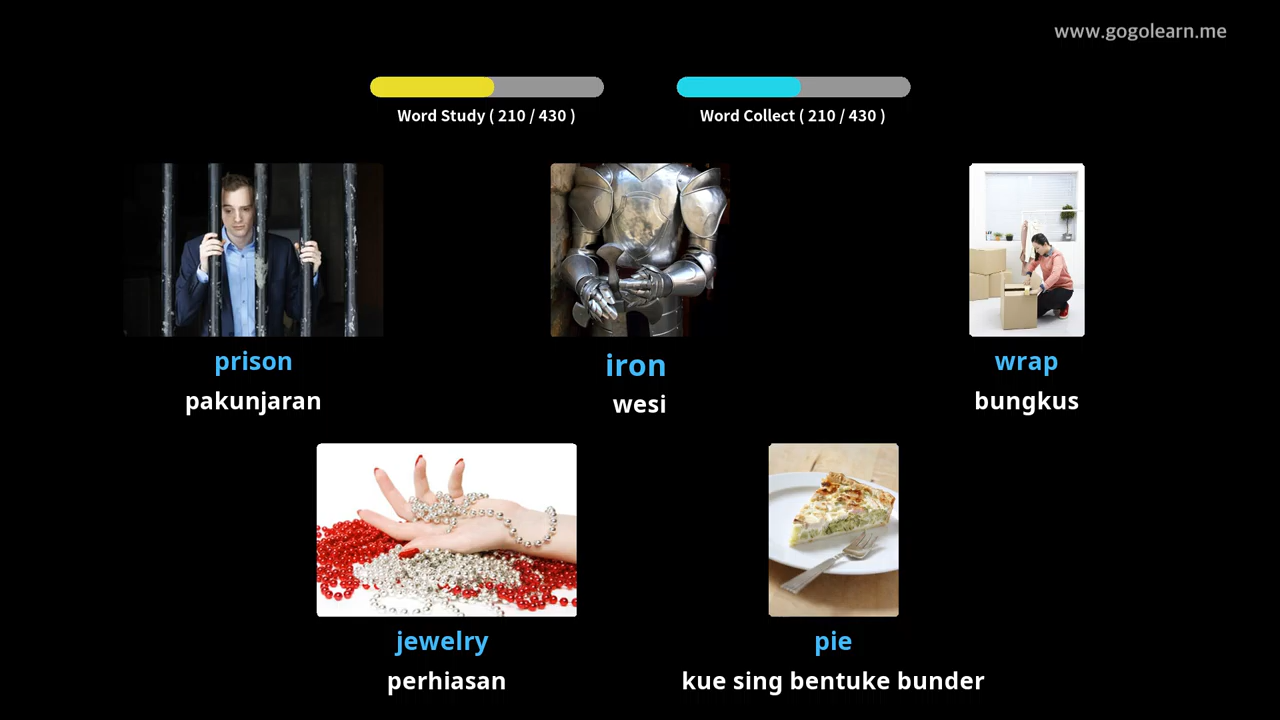 www.gogolearn.me
Word Study ( 210 / 430 )
Word Collect ( 210 / 430 )
prison
pakunjaran
iron
wesi
wrap
bungkus
jewelry
perhiasan
pie
kue sing bentuke bunder